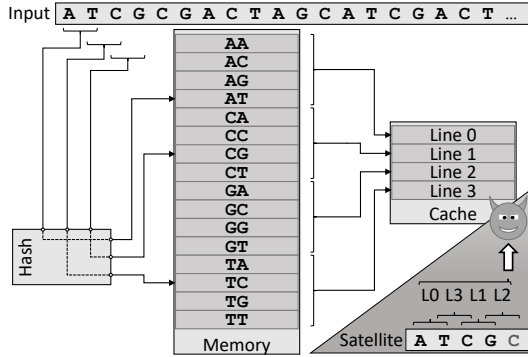 Input A T C G C G A C T A G C A T C G A C T ...
AA
AC
AG
AT
CA
CC
CG
CT
GA
GC
GG
GT
TA
TC
TG
TT
Memory
Hash
Line 0
Line 1
Line 2
Line 3
Cache
L0 L3 L1 L2
Satellite A T C G C